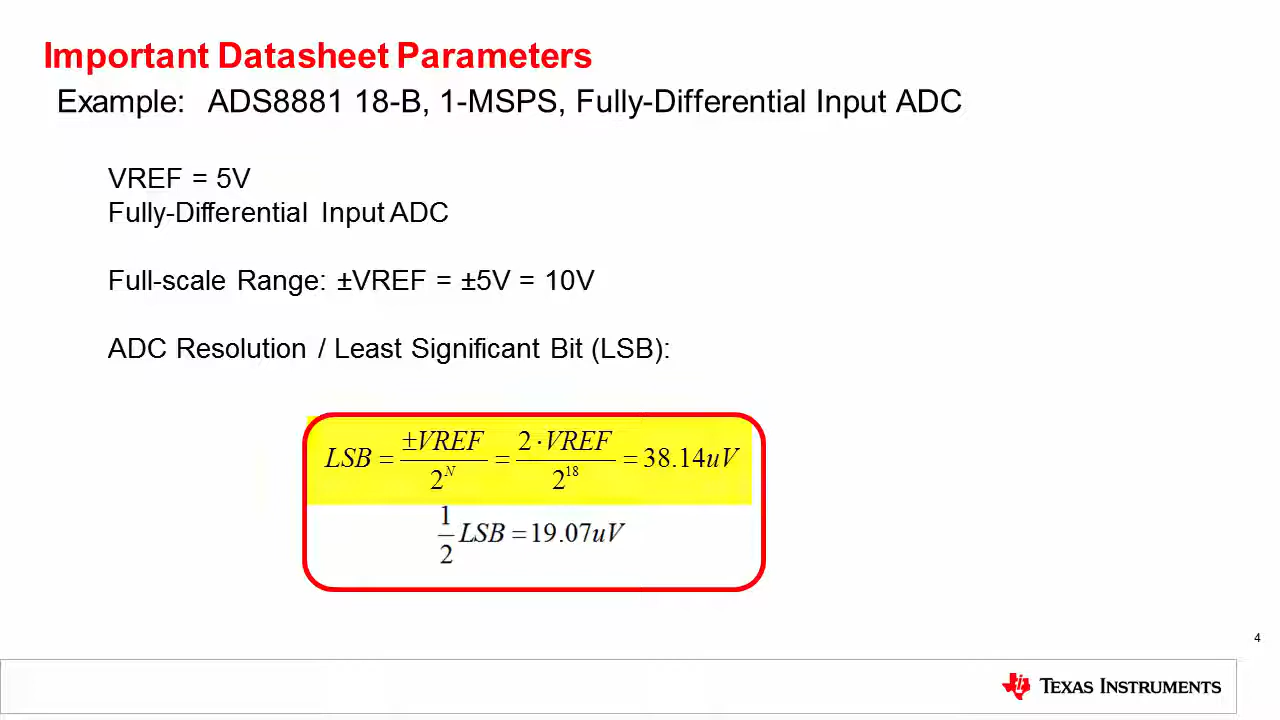 Important Datasheet Parameters
Example: ADS8881 18-B, 1-MSPS, Fully-Differential Input ADC
VREF = 5V
Fully-Differential Input ADC
Full-scale Range: ±VREF = ±5V = 10V
ADC Resolution / Least Significant Bit (LSB):
LSB = ±VREF / 2^N = 2·VREF / 2^18 = 38.14uV
1/2 LSB = 19.07uV
4
TEXAS INSTRUMENTS